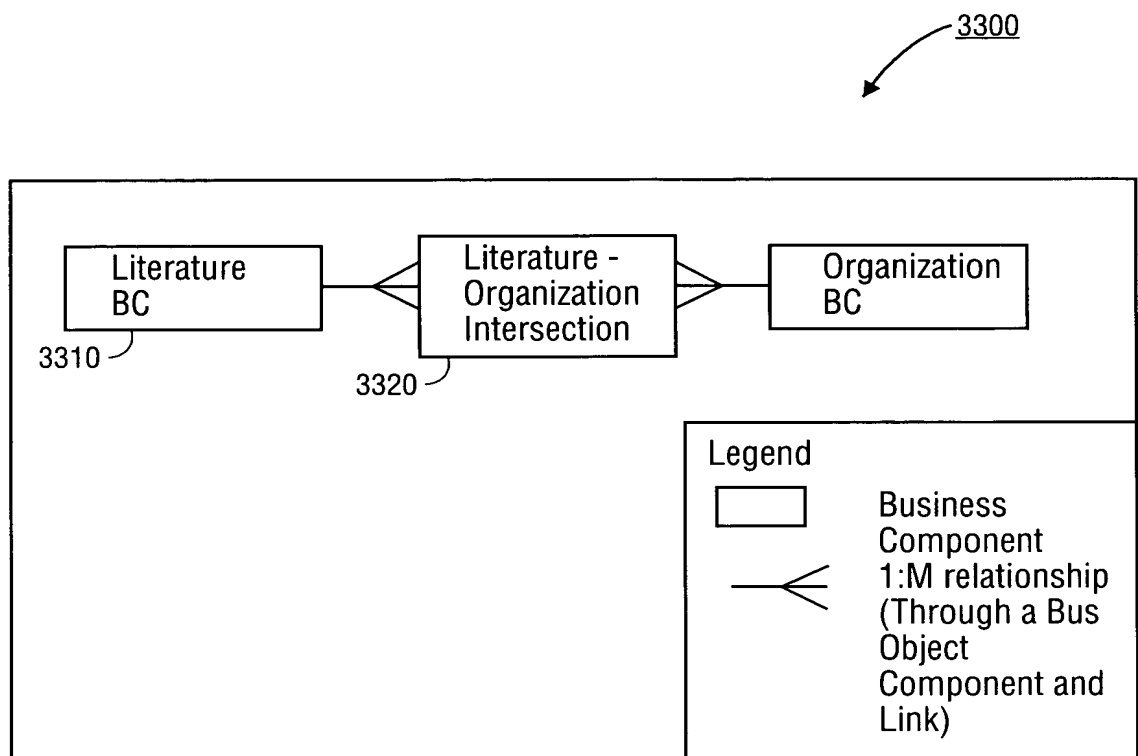 3300
Literature
BC
3310
Literature -
Organization
Intersection
3320
Organization
BC
Legend
Business
Component
1:M relationship
(Through a Bus
Object
Component and
Link)